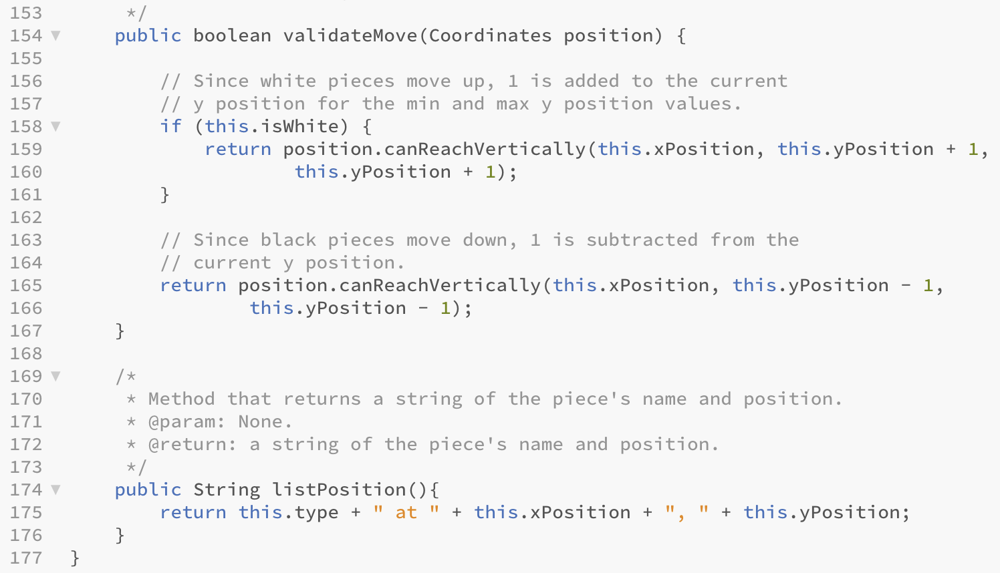 153 */
154 public boolean validateMove(Coordinates position) {
155
156 // Since white pieces move up, 1 is added to the current
157 // y position for the min and max y position values.
158 if (this.isWhite) {
159 return position.canReachVertically(this.xPosition, this.yPosition + 1,
160 this.yPosition + 1);
161 }
162
163 // Since black pieces move down, 1 is subtracted from the
164 // current y position.
165 return position.canReachVertically(this.xPosition, this.yPosition - 1,
166 this.yPosition - 1);
167 }
168
169 /*
170 * Method that returns a string of the piece's name and position.
171 * @param: None.
172 * @return: a string of the piece's name and position.
173 */
174 public String listPosition(){
175 return this.type + " at " + this.xPosition + ", " + this.yPosition;
176 }
177 }